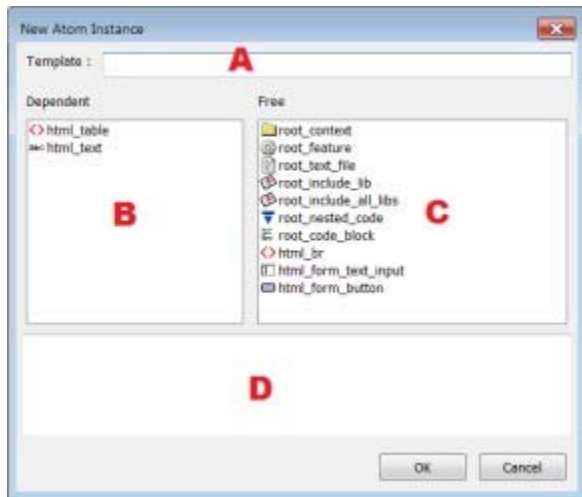 New Atom Instance
Template :
A
Dependent
Free
html_table
html_text
B
root_context
root_feature
root_text_file
root_include_lib
root_include_all_libs
root_nested_code
root_code_block
html_br
html_form_text_input
html_form_button
C
D
OK
Cancel